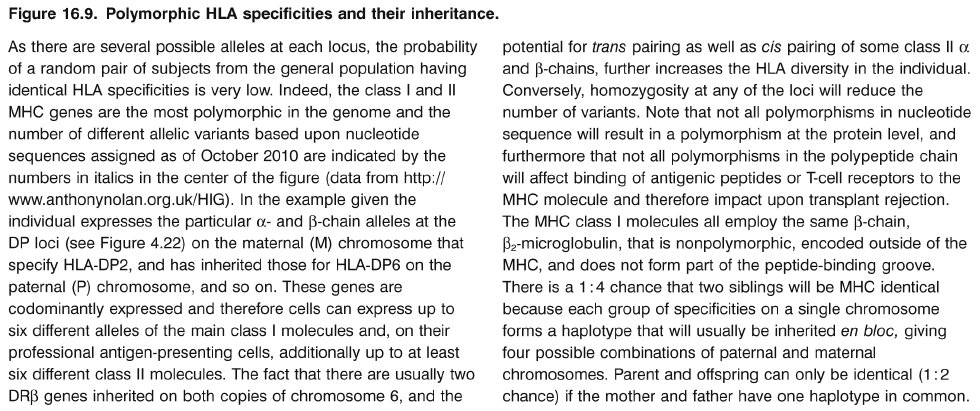 Figure 16.9. Polymorphic HLA specificities and their inheritance.
As there are several possible alleles at each locus, the probability
of a random pair of subjects from the general population having
identical HLA specificities is very low. Indeed, the class I and II
MHC genes are the most polymorphic in the genome and the
number of different allelic variants based upon nucleotide
sequences assigned as of October 2010 are indicated by the
numbers in italics in the center of the figure (data from http://
www.anthonynolan.org.uk/HIG). In the example given the
individual expresses the particular α- and β-chain alleles at the
DP loci (see Figure 4.22) on the maternal (M) chromosome that
specify HLA-DP2, and has inherited those for HLA-DP6 on the
paternal (P) chromosome, and so on. These genes are
codominantly expressed and therefore cells can express up to
six different alleles of the main class I molecules and, on their
professional antigen-presenting cells, additionally up to at least
six different class II molecules. The fact that there are usually two
DRβ genes inherited on both copies of chromosome 6, and the
potential for trans pairing as well as cis pairing of some class II α
and β-chains, further increases the HLA diversity in the individual.
Conversely, homozygosity at any of the loci will reduce the
number of variants. Note that not all polymorphisms in nucleotide
sequence will result in a polymorphism at the protein level, and
furthermore that not all polymorphisms in the polypeptide chain
will affect binding of antigenic peptides or T-cell receptors to the
MHC molecule and therefore impact upon transplant rejection.
The MHC class I molecules all employ the same β-chain,
β₂-microglobulin, that is nonpolymorphic, encoded outside of the
MHC, and does not form part of the peptide-binding groove.
There is a 1:4 chance that two siblings will be MHC identical
because each group of specificities on a single chromosome
forms a haplotype that will usually be inherited en bloc, giving
four possible combinations of paternal and maternal
chromosomes. Parent and offspring can only be identical (1:2
chance) if the mother and father have one haplotype in common.